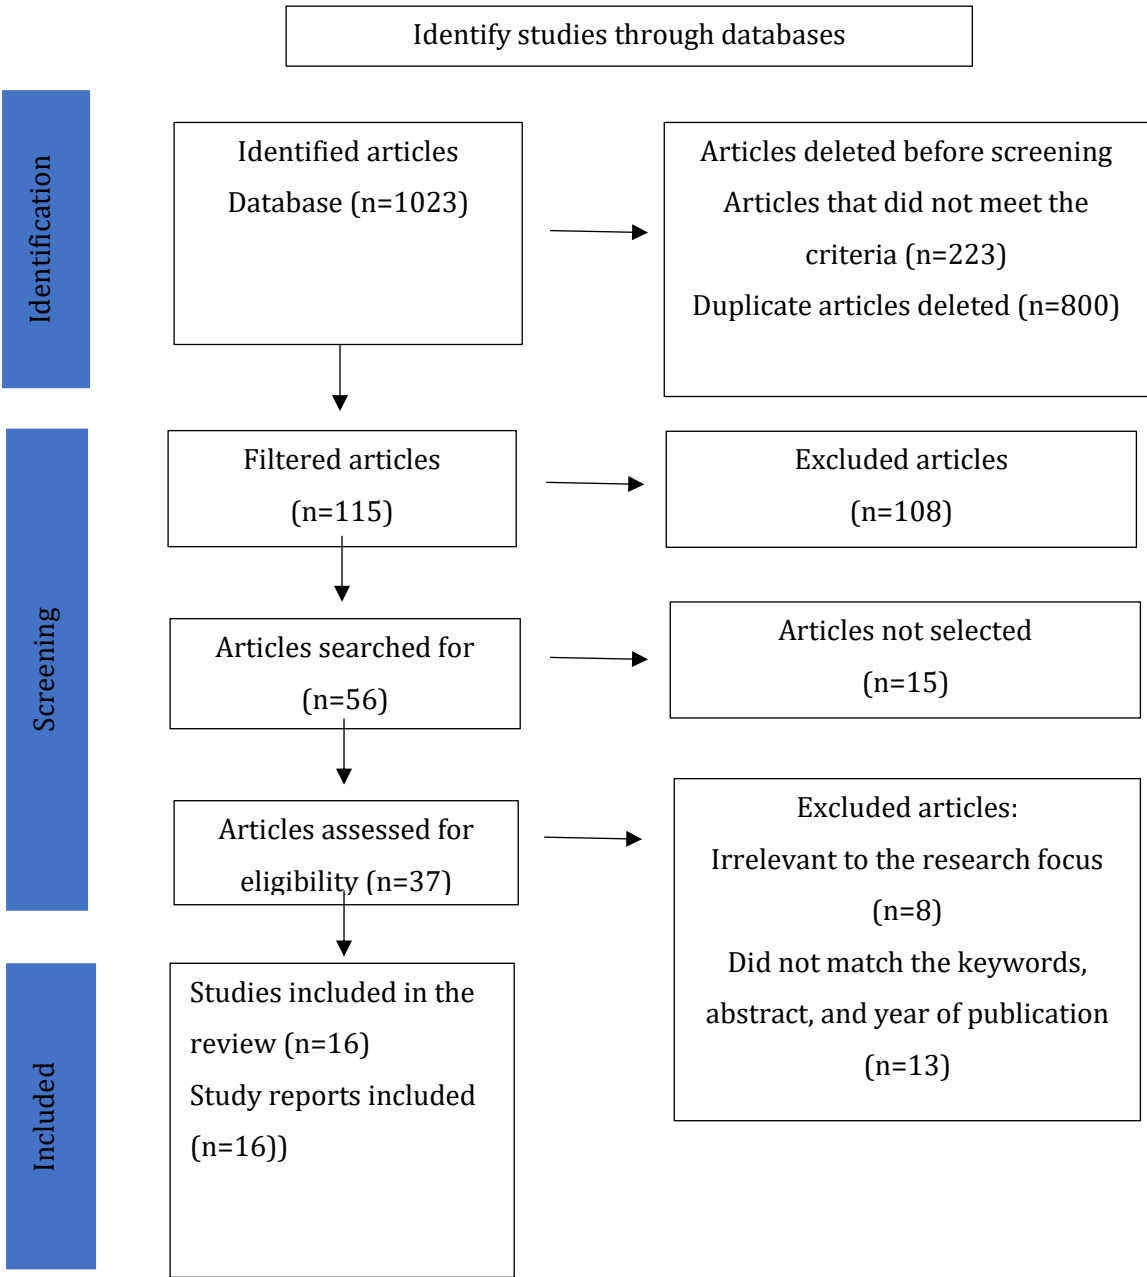 Identify studies through databases
Identification
Identified articles
Database (n=1023)
Articles deleted before screening
Articles that did not meet the
criteria (n=223)
Duplicate articles deleted (n=800)
Screening
Filtered articles
(n=115)
Excluded articles
(n=108)
Articles searched for
(n=56)
Articles not selected
(n=15)
Articles assessed for
eligibility (n=37)
Excluded articles:
Irrelevant to the research focus
(n=8)
Did not match the keywords,
abstract, and year of publication
(n=13)
Included
Studies included in the
review (n=16)
Study reports included
(n=16))